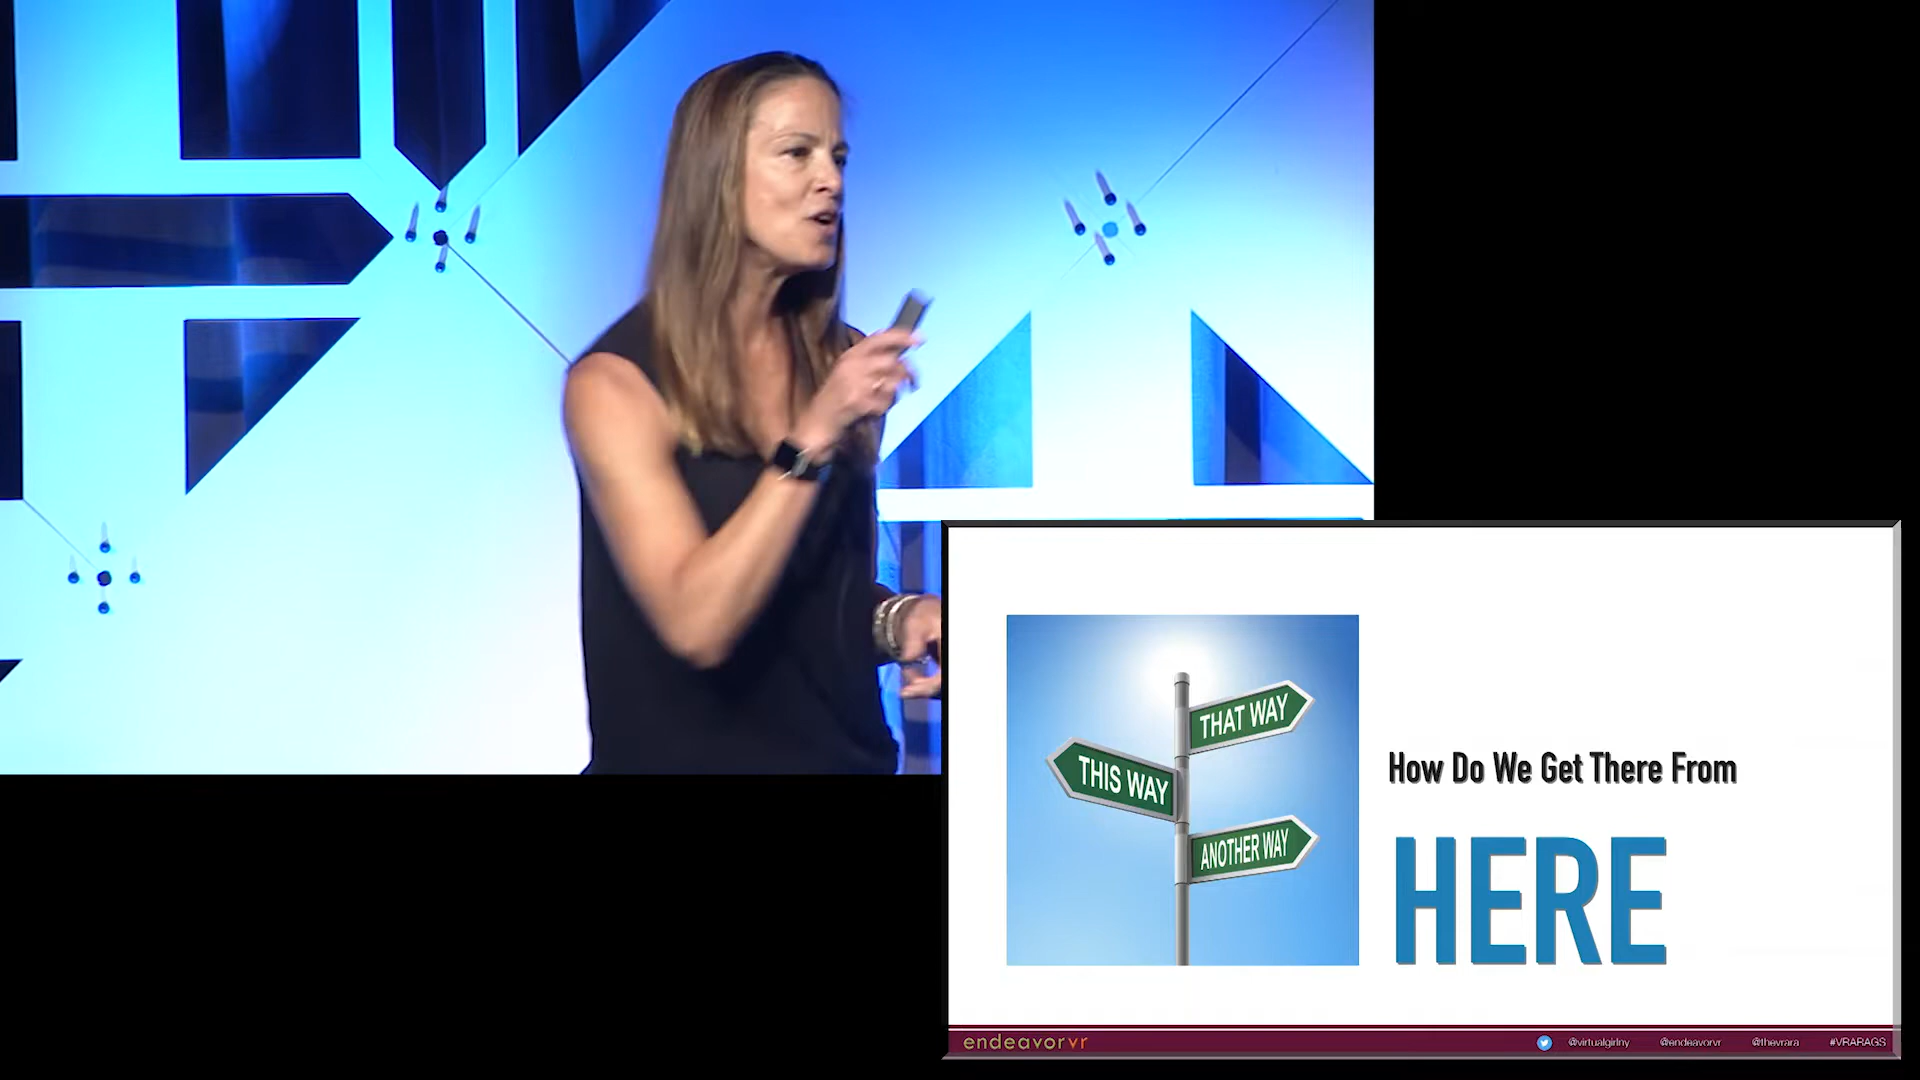 THAT WAY
THIS WAY
ANOTHER WAY
How Do We Get There From
HERE
endeavorvr
@virtualgirlny @endeavorvr @thevrara #VRARAGS